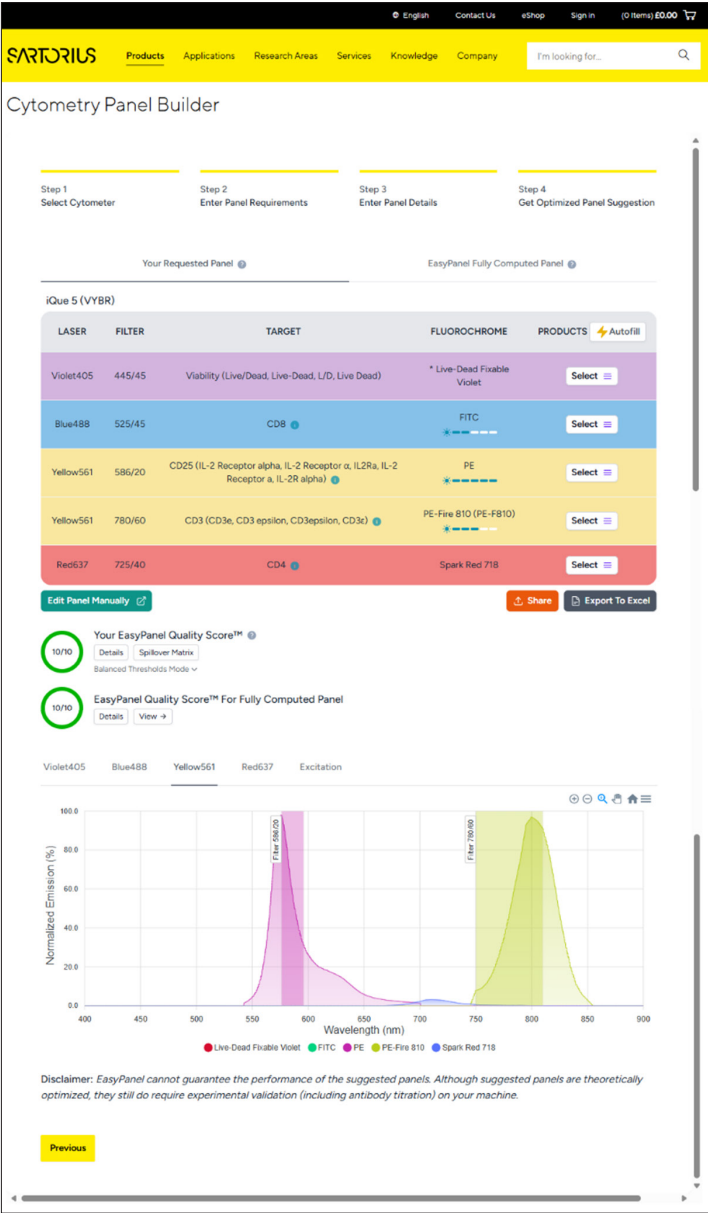 English Contact Us eShop Sign in (0 Items) £0.00
SARTORIUS Products Applications Research Areas Services Knowledge Company I'm looking for...
Cytometry Panel Builder
Step 1 Step 2 Step 3 Step 4
Select Cytometer Enter Panel Requirements Enter Panel Details Get Optimized Panel Suggestion
Your Requested Panel EasyPanel Fully Computed Panel
iQue 5 (VYBR)
LASER FILTER TARGET FLUOROCHROME PRODUCTS Autofill
Violet405 445/45 Viability (Live/Dead, Live-Dead, L/D, Live Dead) * Live-Dead Fixable Violet Select
Blue488 525/45 CD8 FITC Select
Yellow561 586/20 CD25 (IL-2 Receptor alpha, IL-2 Receptor α, IL2Ra, IL-2 Receptor a, IL-2R alpha) PE Select
Yellow561 780/60 CD3 (CD3e, CD3 epsilon, CD3epsilon, CD3ε) PE-Fire 810 (PE-F810) Select
Red637 725/40 CD4 Spark Red 718 Select
Edit Panel Manually Share Export To Excel
10/10
Your EasyPanel Quality Score™
Details Spillover Matrix
Balanced Thresholds Mode
10/10
EasyPanel Quality Score™ For Fully Computed Panel
Details View →
Violet405 Blue488 Yellow561 Red637 Excitation
100.0
80.0
60.0
40.0
20.0
0.0
Normalized Emission (%)
Filter 586/20
Filter 780/60
400 450 500 550 600 650 700 750 800 850 900
Wavelength (nm)
Live-Dead Fixable Violet FITC PE PE-Fire 810 Spark Red 718
Disclaimer: EasyPanel cannot guarantee the performance of the suggested panels. Although suggested panels are theoretically
optimized, they still do require experimental validation (including antibody titration) on your machine.
Previous